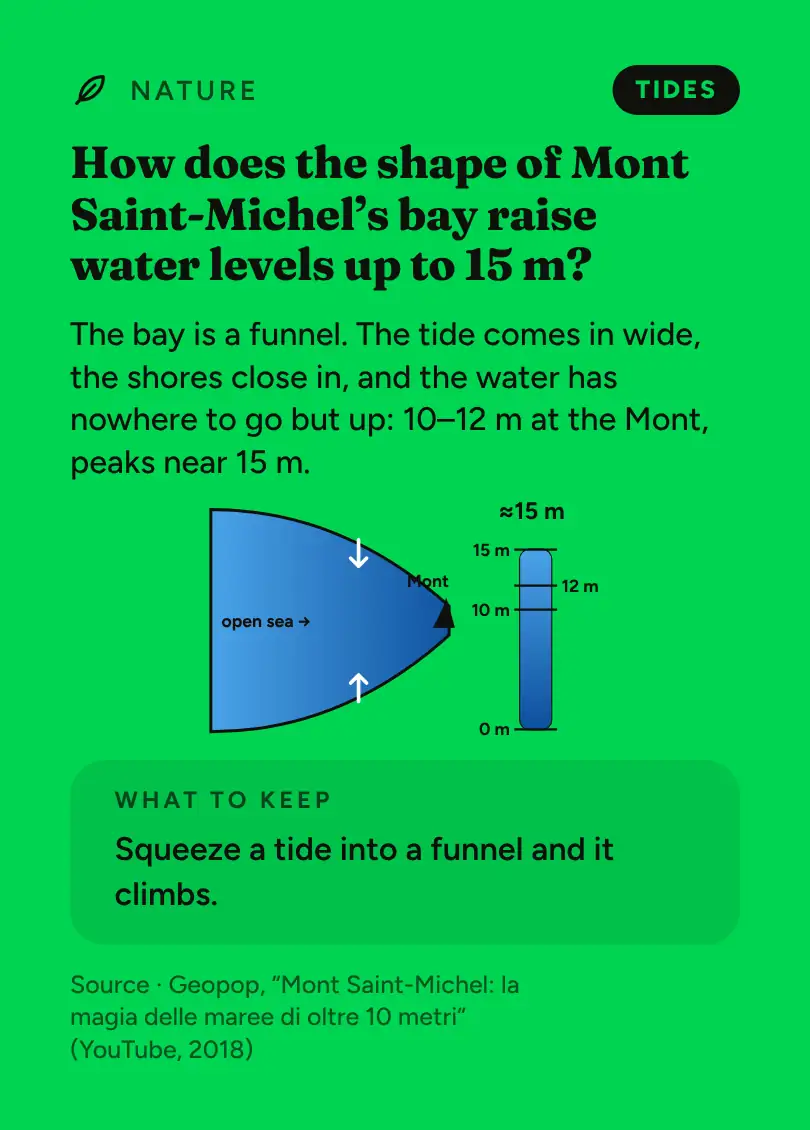 NATURE
TIDES
How does the shape of Mont
Saint-Michel’s bay raise
water levels up to 15 m?
The bay is a funnel. The tide comes in wide,
the shores close in, and the water has
nowhere to go but up: 10–12 m at the Mont,
peaks near 15 m.
≈15 m
15 m
Mont
12 m
10 m
open sea →
0 m
WHAT TO KEEP
Squeeze a tide into a funnel and it
climbs.
Source · Geopop, “Mont Saint-Michel: la
magia delle maree di oltre 10 metri”
(YouTube, 2018)